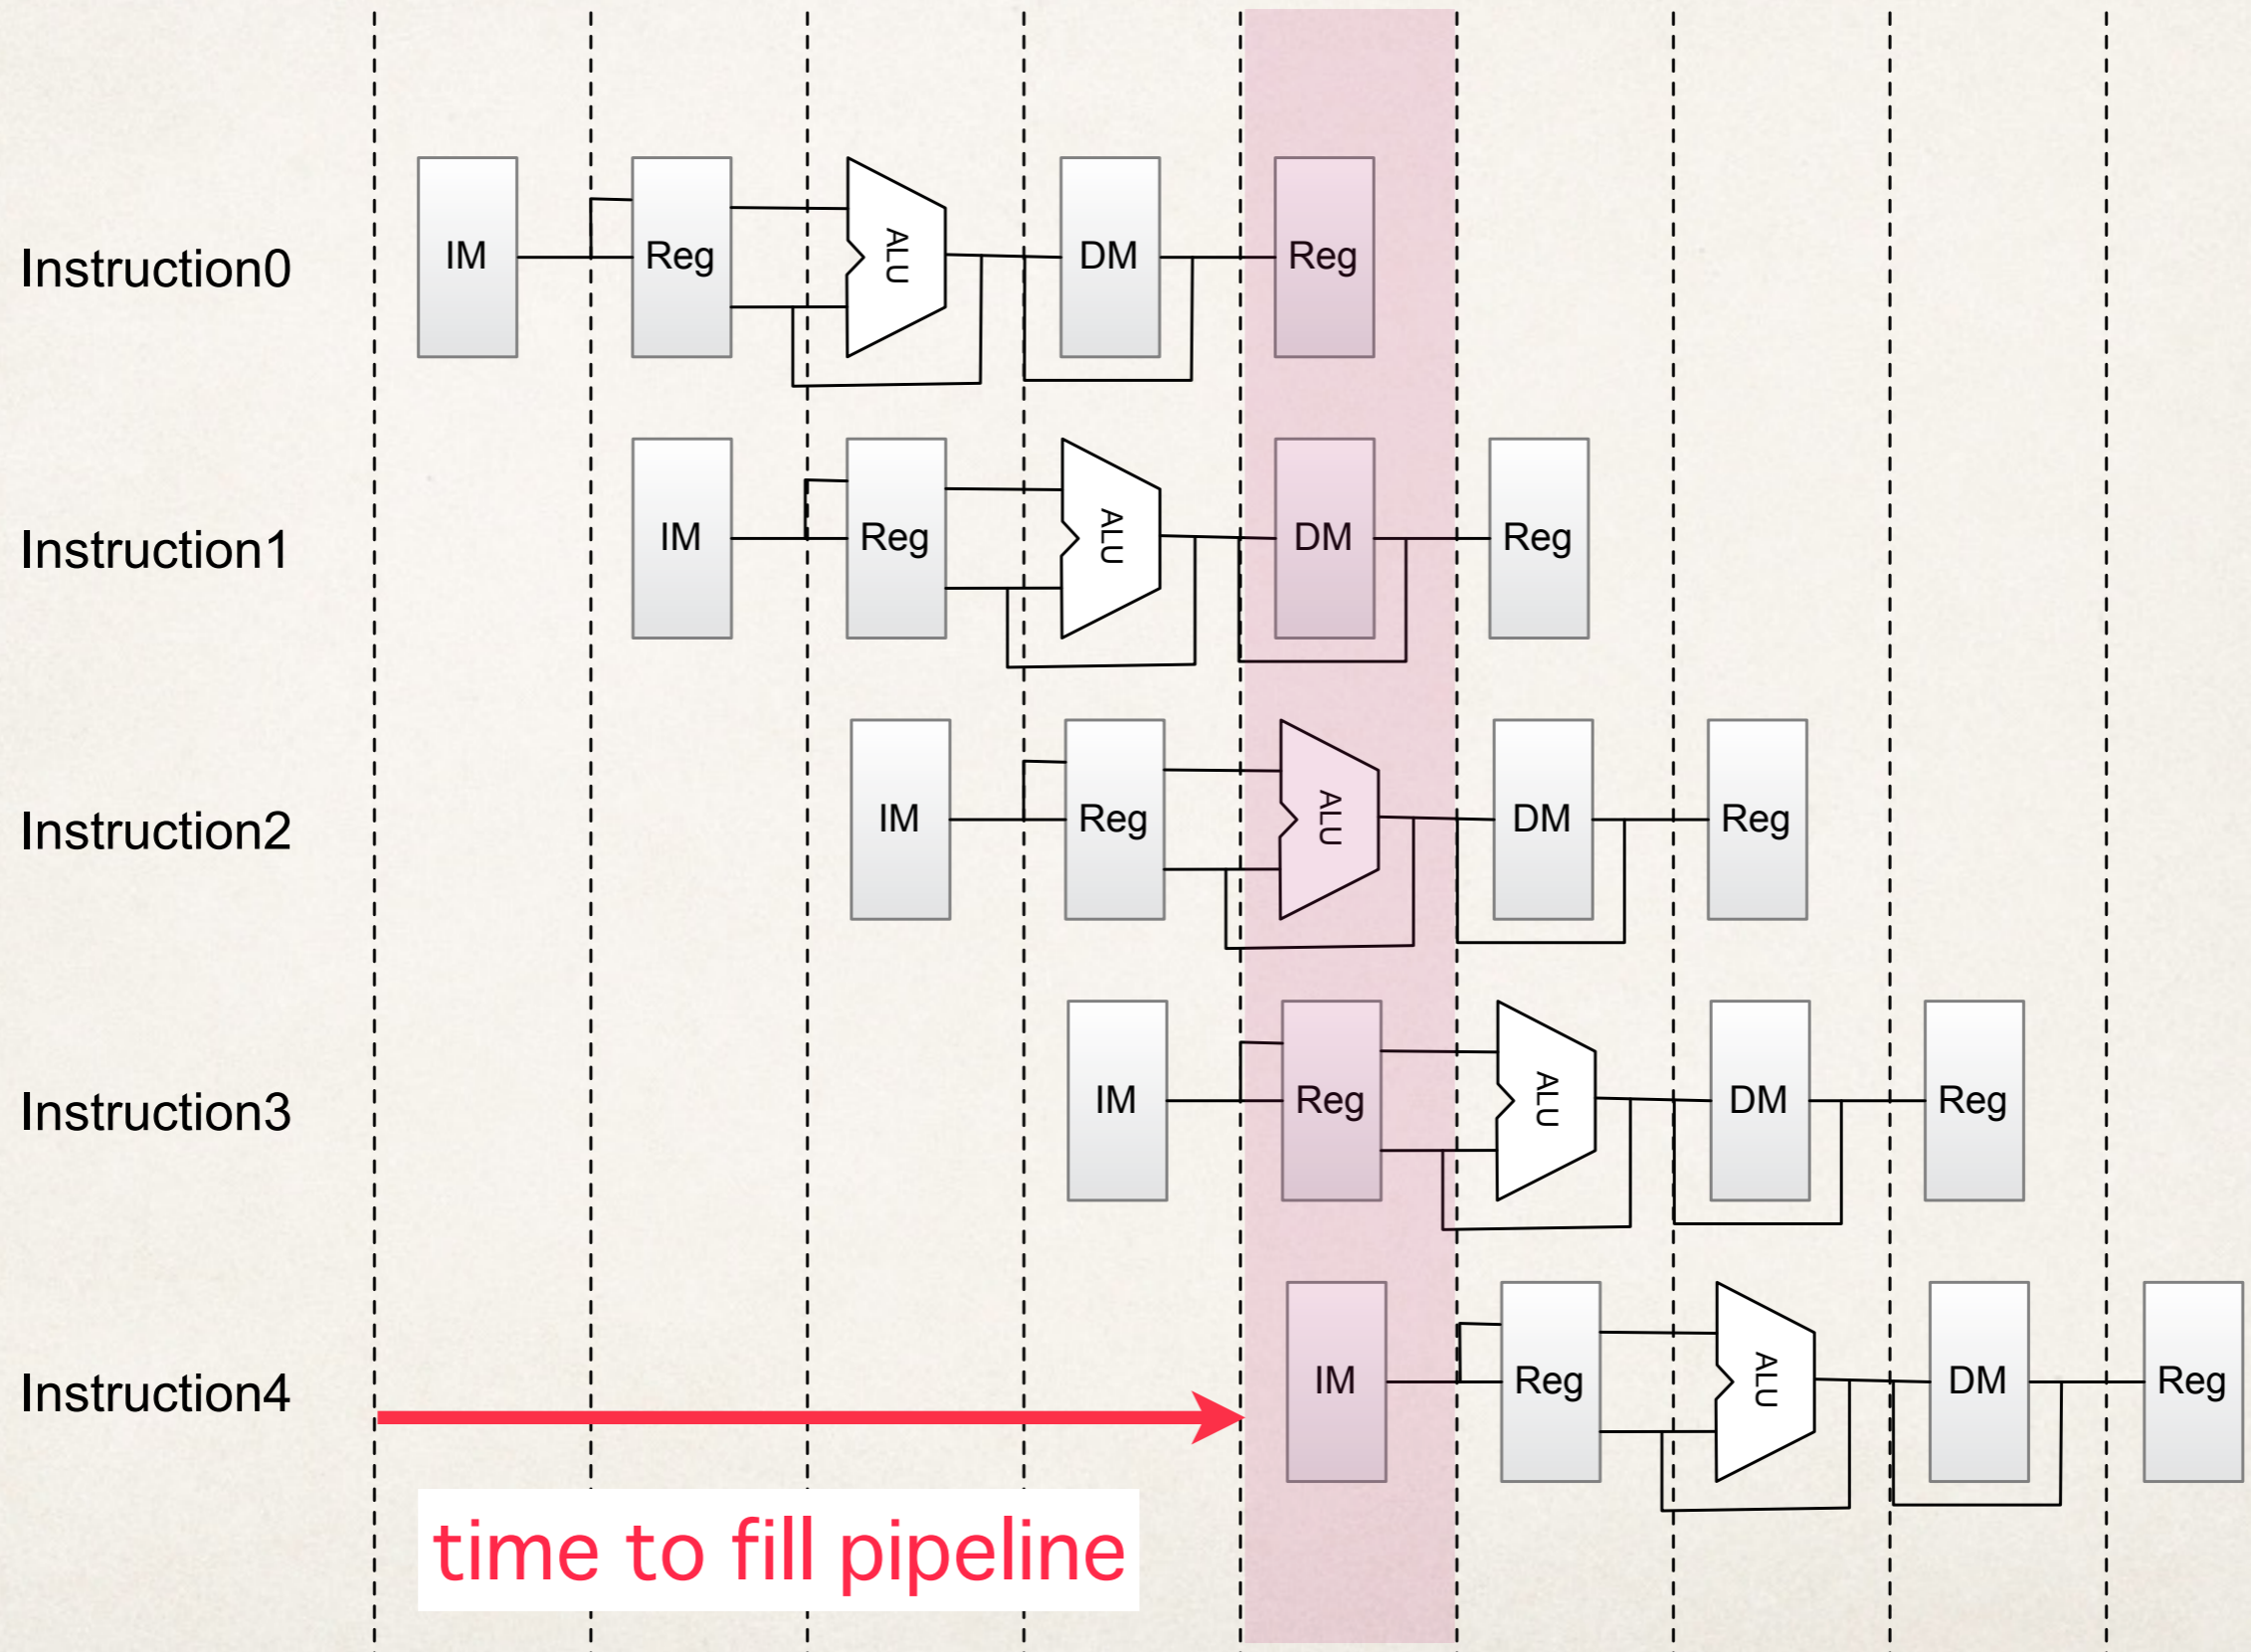 Instruction0 IM Reg ALU DM Reg
Instruction1 IM Reg ALU DM Reg
Instruction2 IM Reg ALU DM Reg
Instruction3 IM Reg ALU DM Reg
Instruction4 IM Reg ALU DM Reg
time to fill pipeline